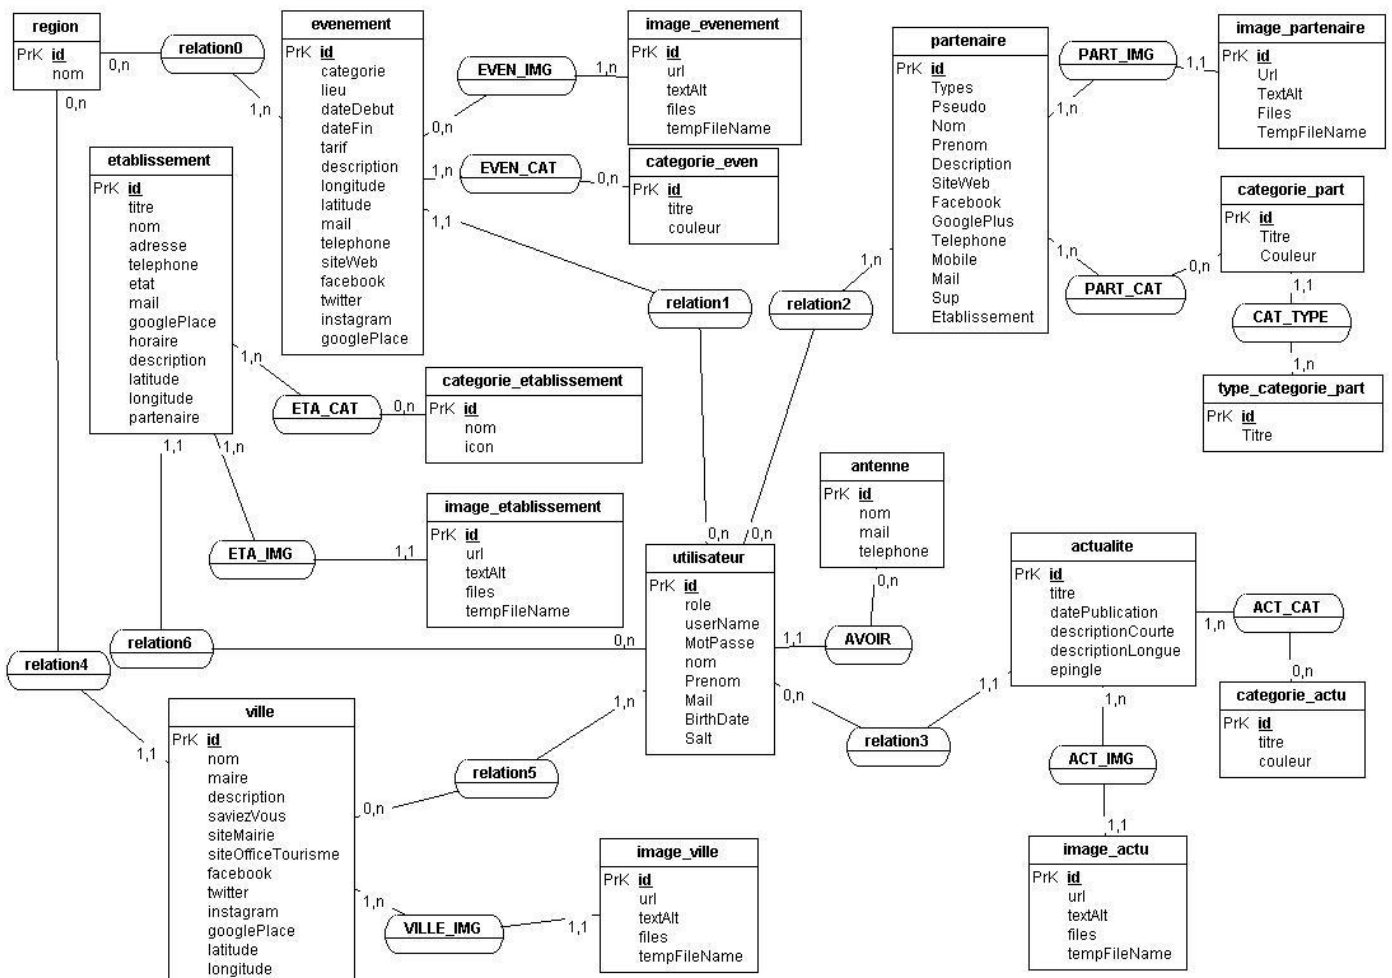 region
PrK id
nom
0,n
0,n
relation0
1,n
evenement
PrK id
categorie
lieu
dateDebut
dateFin
tarif
description
longitude
latitude
mail
telephone
siteWeb
facebook
twitter
instagram
googlePlace
0,n
EVEN_IMG
1,n
image_evenement
PrK id
url
textAlt
files
tempFileName
1,n
EVEN_CAT
0,n
categorie_even
PrK id
titre
couleur
1,1
relation1
0,n
partenaire
PrK id
Types
Pseudo
Nom
Prenom
Description
SiteWeb
Facebook
GooglePlus
Telephone
Mobile
Mail
Sup
Etablissement
1,n
PART_IMG
1,1
image_partenaire
PrK id
Url
TextAlt
Files
TempFileName
1,n
PART_CAT
0,n
categorie_part
PrK id
Titre
Couleur
1,1
CAT_TYPE
1,n
type_categorie_part
PrK id
Titre
1,n
relation2
0,n
etablissement
PrK id
titre
nom
adresse
telephone
etat
mail
googlePlace
horaire
description
latitude
longitude
partenaire
1,n
ETA_CAT
0,n
categorie_etablissement
PrK id
nom
icon
1,n
ETA_IMG
1,1
image_etablissement
PrK id
url
textAlt
files
tempFileName
1,1
relation6
0,n
utilisateur
PrK id
role
userName
MotPasse
nom
Prenom
Mail
BirthDate
Salt
antenne
PrK id
nom
mail
telephone
0,n
AVOIR
1,1
0,n
relation3
1,1
actualite
PrK id
titre
datePublication
descriptionCourte
descriptionLongue
epingle
1,n
ACT_CAT
0,n
categorie_actu
PrK id
titre
couleur
1,n
ACT_IMG
1,1
image_actu
PrK id
url
textAlt
files
tempFileName
relation4
1,1
ville
PrK id
nom
maire
description
saviezVous
siteMairie
siteOfficeTourisme
facebook
twitter
instagram
googlePlace
latitude
longitude
1,n
relation5
0,n
1,n
VILLE_IMG
1,1
image_ville
PrK id
url
textAlt
files
tempFileName